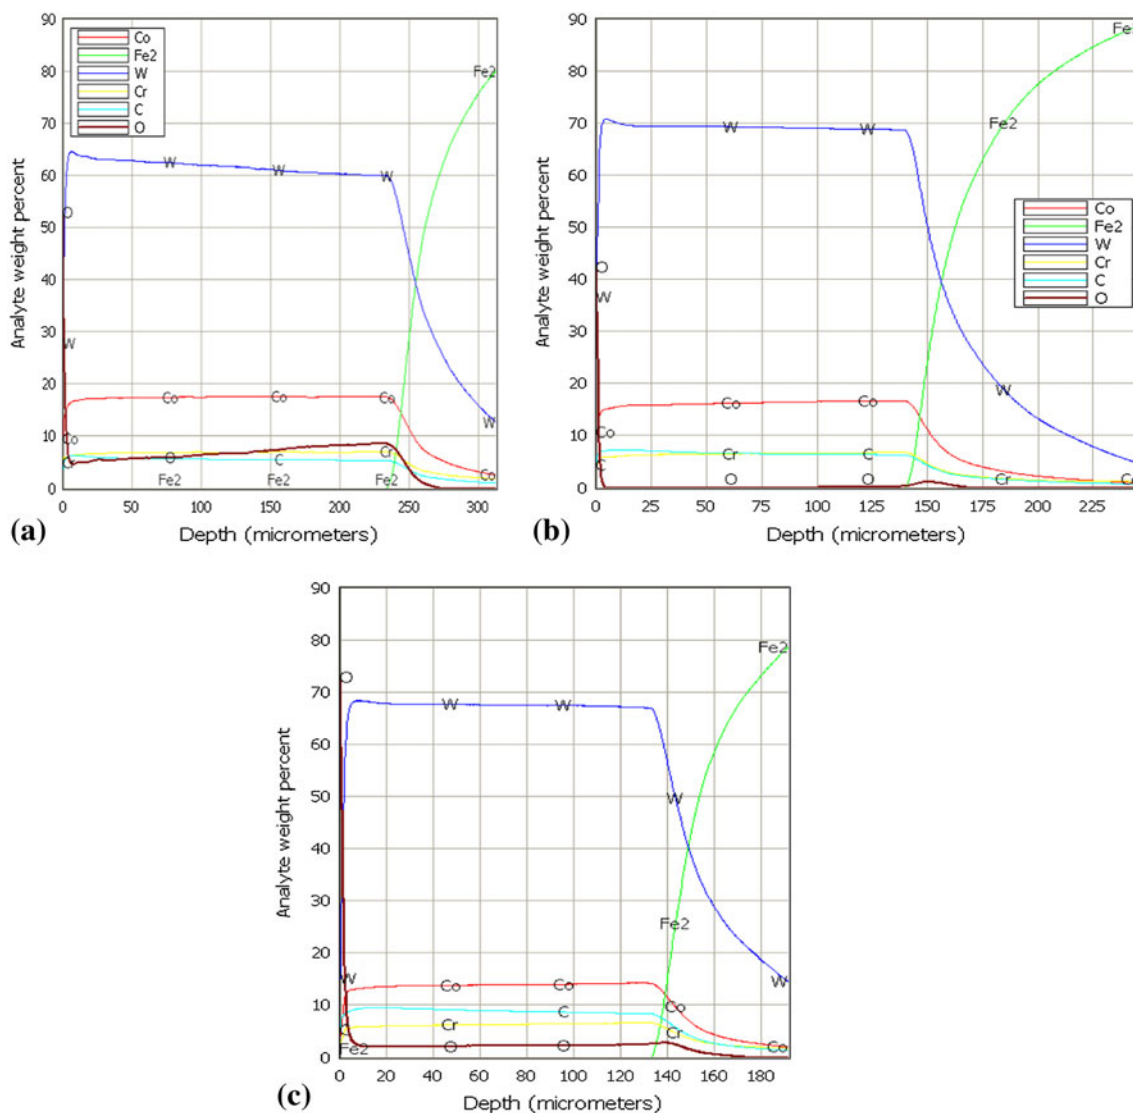 90
80
70
60
50
40
30
20
10
0
Analyte weight percent
Co
Fe2
W
Cr
C
O
Fe2
W
W
W
O
W
Co
Co
Co
Co
O
C
Cr
Fe2
Fe2
Fe2
W
Co
0 50 100 150 200 250 300
Depth (micrometers)
(a)
90
80
70
60
50
40
30
20
10
0
Analyte weight percent
Co
Fe2
W
Cr
C
O
Fe
Fe2
W
W
O
W
Co
Co
Co
C
Cr
C
O
O
W
Cr
0 25 50 75 100 125 150 175 200 225
Depth (micrometers)
(b)
90
80
70
60
50
40
30
20
10
0
Analyte weight percent
Fe2
O
W
W
W
Fe2
W
Co
Co
Co
C
Cr
Cr
O
O
Fe2
W
Co
0 20 40 60 80 100 120 140 160 180
Depth (micrometers)
(c)